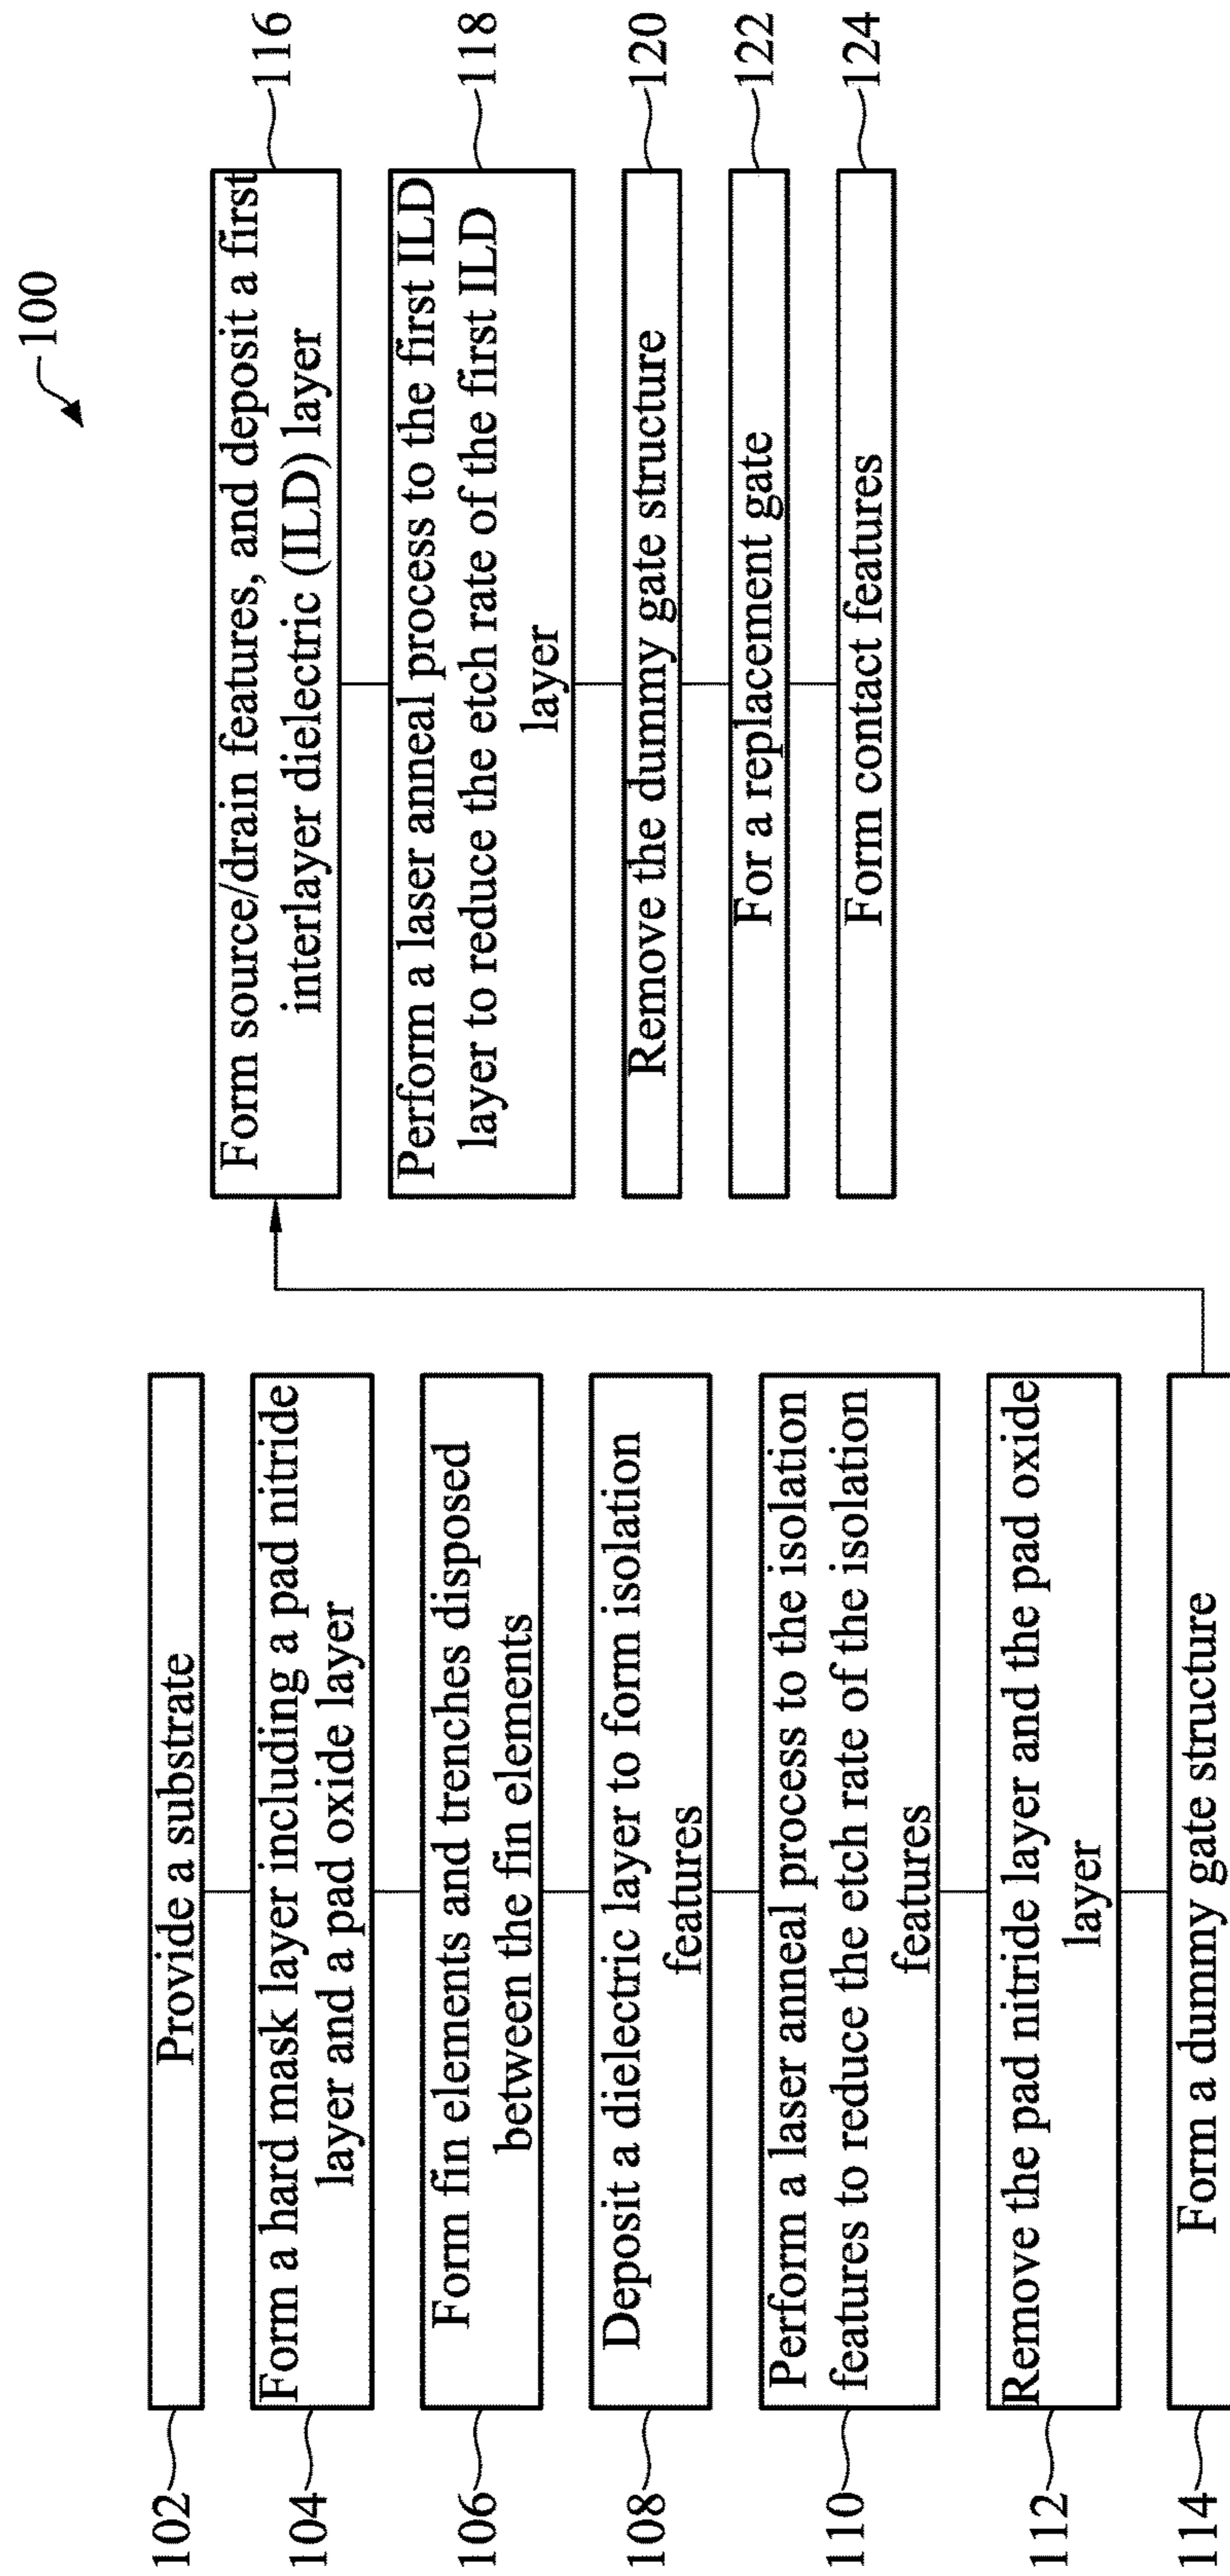 100
102
Provide a substrate
104
Form a hard mask layer including a pad nitride
layer and a pad oxide layer
106
Form fin elements and trenches disposed
between the fin elements
108
Deposit a dielectric layer to form isolation
features
110
Perform a laser anneal process to the isolation
features to reduce the etch rate of the isolation
features
112
Remove the pad nitride layer and the pad oxide
layer
114
Form a dummy gate structure
Form source/drain features, and deposit a first
interlayer dielectric (ILD) layer
116
Perform a laser anneal process to the first ILD
layer to reduce the etch rate of the first ILD
layer
118
Remove the dummy gate structure
120
For a replacement gate
122
Form contact features
124